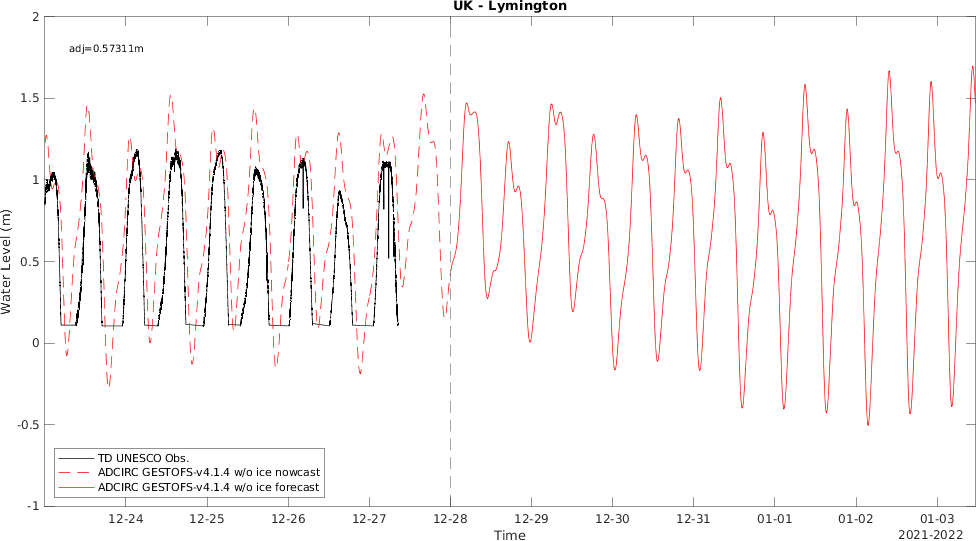 UK - Lymington
adj=0.57311m
Water Level (m)
2
1.5
1
0.5
0
-0.5
-1
TD UNESCO Obs.
ADCIRC GESTOFS-v4.1.4 w/o ice nowcast
ADCIRC GESTOFS-v4.1.4 w/o ice forecast
12-24 12-25 12-26 12-27 12-28 12-29 12-30 12-31 01-01 01-02 01-03
Time
2021-2022